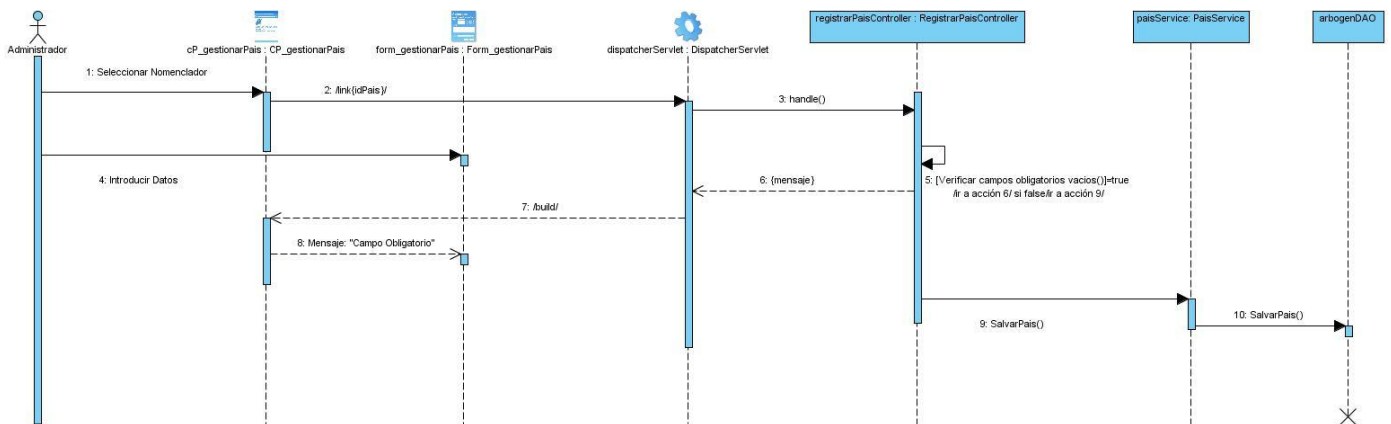 Administrador
cP_gestionarPais : CP_gestionarPais
form_gestionarPais : Form_gestionarPais
dispatcherServlet : DispatcherServlet
registrarPaisController : RegistrarPaisController
paisService: PaisService
arbogenDAO
1: Seleccionar Nomenclador
2: /link{idPais}/
3: handle()
4: Introducir Datos
5: [Verificar campos obligatorios vacios()]=true
/ir a acción 6/ si false/ir a acción 9/
6: {mensaje}
7: /build/
8: Mensaje: "Campo Obligatorio"
9: SalvarPais()
10: SalvarPais()